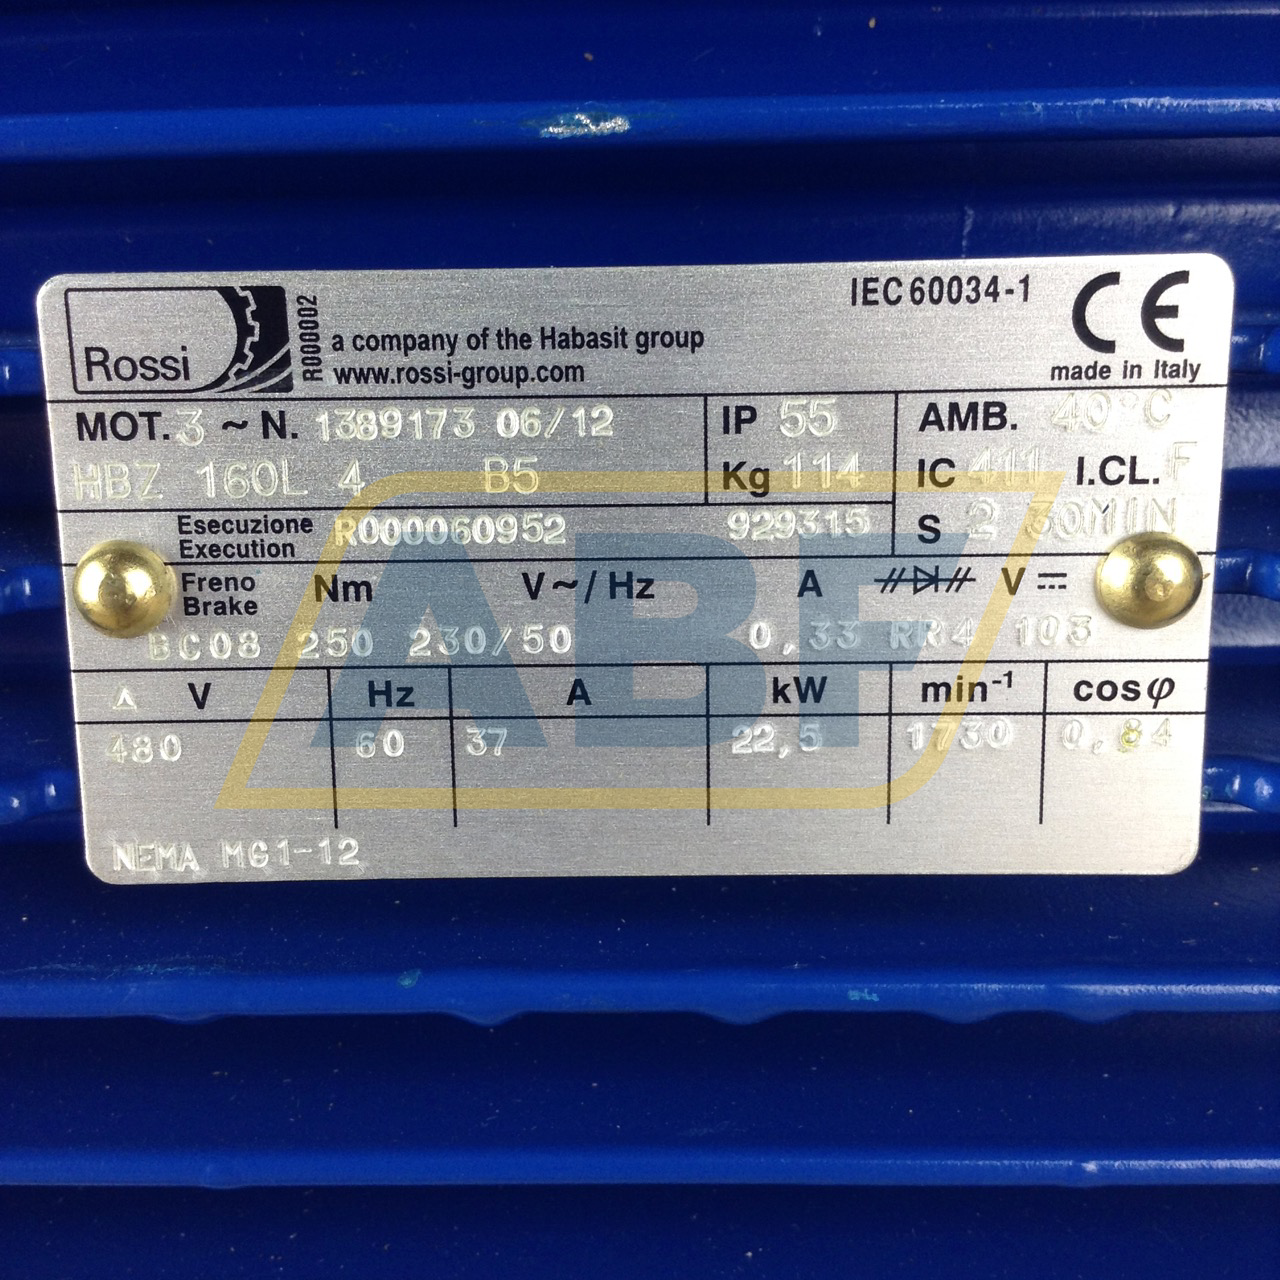 IEC 60034-1
CE
Rossi
R000002
a company of the Habasit group
www.rossi-group.com
made in Italy
MOT. 3 ~ N. 1389173 06/12 IP 55 AMB. 40°C
HBZ 160L 4 B5 Kg 114 IC 411 I.CL. F
Esecuzione
Execution R000060952 929315 S 2 60MIN
Freno
Brake Nm V~/Hz A V
BC08 250 230/50 0,33 RR4 103
V Hz A kW min-1 cosφ
480 60 37 22,5 1730 0,84
NEMA MG1-12
ABF